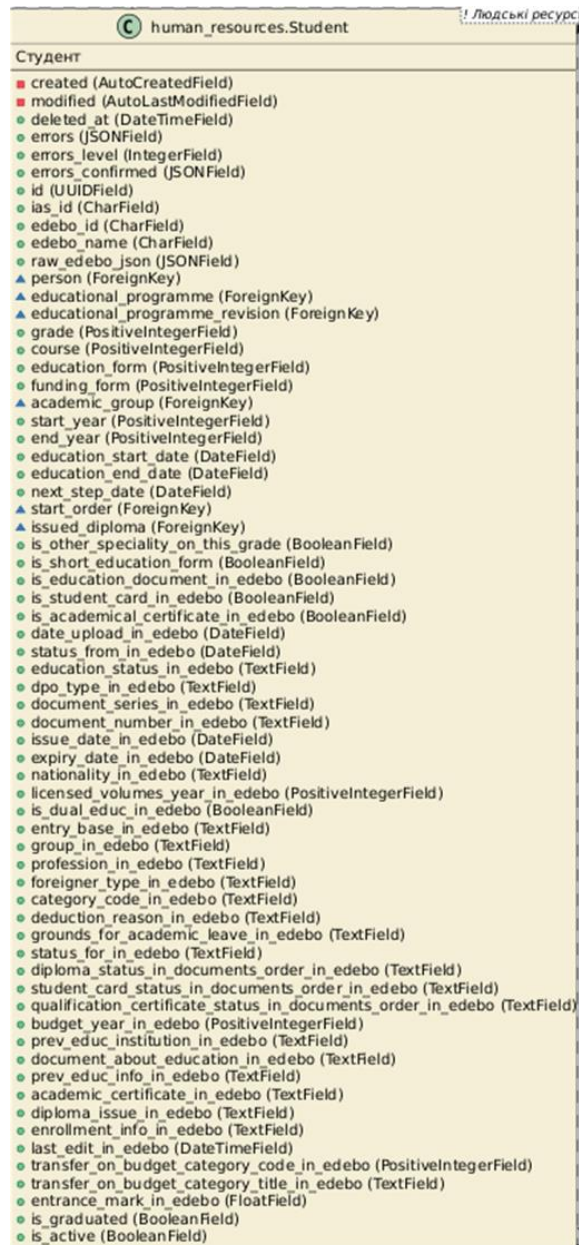 ! Людські ресурс
C human_resources.Student
Студент
created (AutoCreatedField)
modified (AutoLastModifiedField)
deleted_at (DateTimeField)
errors (JSONField)
errors_level (IntegerField)
errors_confirmed (JSONField)
id (UUIDField)
ias_id (CharField)
edebo_id (CharField)
edebo_name (CharField)
raw_edebo_json (JSONField)
person (ForeignKey)
educational_programme (ForeignKey)
educational_programme_revision (ForeignKey)
grade (PositiveIntegerField)
course (PositiveIntegerField)
education_form (PositiveIntegerField)
funding_form (PositiveIntegerField)
academic_group (ForeignKey)
start_year (PositiveIntegerField)
end_year (PositiveIntegerField)
education_start_date (DateField)
education_end_date (DateField)
next_step_date (DateField)
start_order (ForeignKey)
issued_diploma (ForeignKey)
is_other_speciality_on_this_grade (BooleanField)
is_short_education_form (BooleanField)
is_education_document_in_edebo (BooleanField)
is_student_card_in_edebo (BooleanField)
is_academical_certificate_in_edebo (BooleanField)
date_upload_in_edebo (DateField)
status_from_in_edebo (DateField)
education_status_in_edebo (TextField)
dpo_type_in_edebo (TextField)
document_series_in_edebo (TextField)
document_number_in_edebo (TextField)
issue_date_in_edebo (DateField)
expiry_date_in_edebo (DateField)
nationality_in_edebo (TextField)
licensed_volumes_year_in_edebo (PositiveIntegerField)
is_dual_educ_in_edebo (BooleanField)
entry_base_in_edebo (TextField)
group_in_edebo (TextField)
profession_in_edebo (TextField)
foreigner_type_in_edebo (TextField)
category_code_in_edebo (TextField)
deduction_reason_in_edebo (TextField)
grounds_for_academic_leave_in_edebo (TextField)
status_for_in_edebo (TextField)
diploma_status_in_documents_order_in_edebo (TextField)
student_card_status_in_documents_order_in_edebo (TextField)
qualification_certificate_status_in_documents_order_in_edebo (TextField)
budget_year_in_edebo (PositiveIntegerField)
prev_educ_institution_in_edebo (TextField)
document_about_education_in_edebo (TextField)
prev_educ_info_in_edebo (TextField)
academic_certificate_in_edebo (TextField)
diploma_issue_in_edebo (TextField)
enrollment_info_in_edebo (TextField)
last_edit_in_edebo (DateTimeField)
transfer_on_budget_category_code_in_edebo (PositiveIntegerField)
transfer_on_budget_category_title_in_edebo (TextField)
entrance_mark_in_edebo (FloatField)
is_graduated (BooleanField)
is_active (BooleanField)